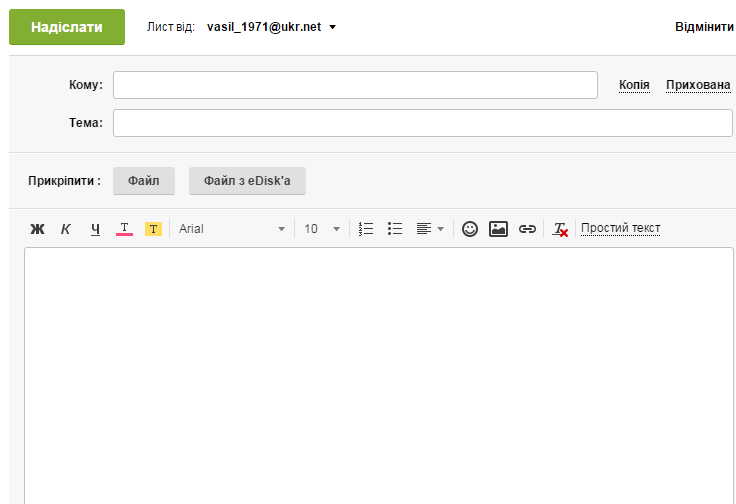 Надіслати Лист від: vasil_1971@ukr.net Відмінити
Кому: Копія Прихована
Тема:
Прикріпити : Файл Файл з eDisk'a
Ж К Ч T T Arial 10 Простий текст